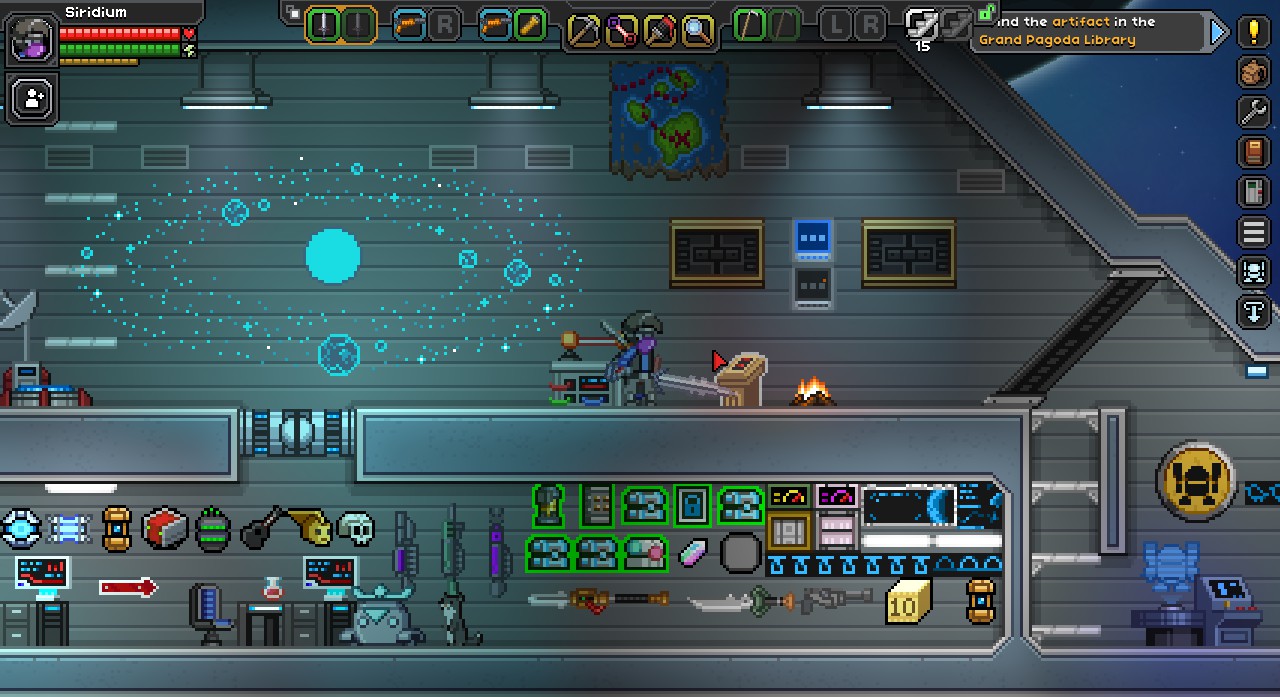 Siridium
R
L
R
15
ind the artifact in the
Grand Pagoda Library
10